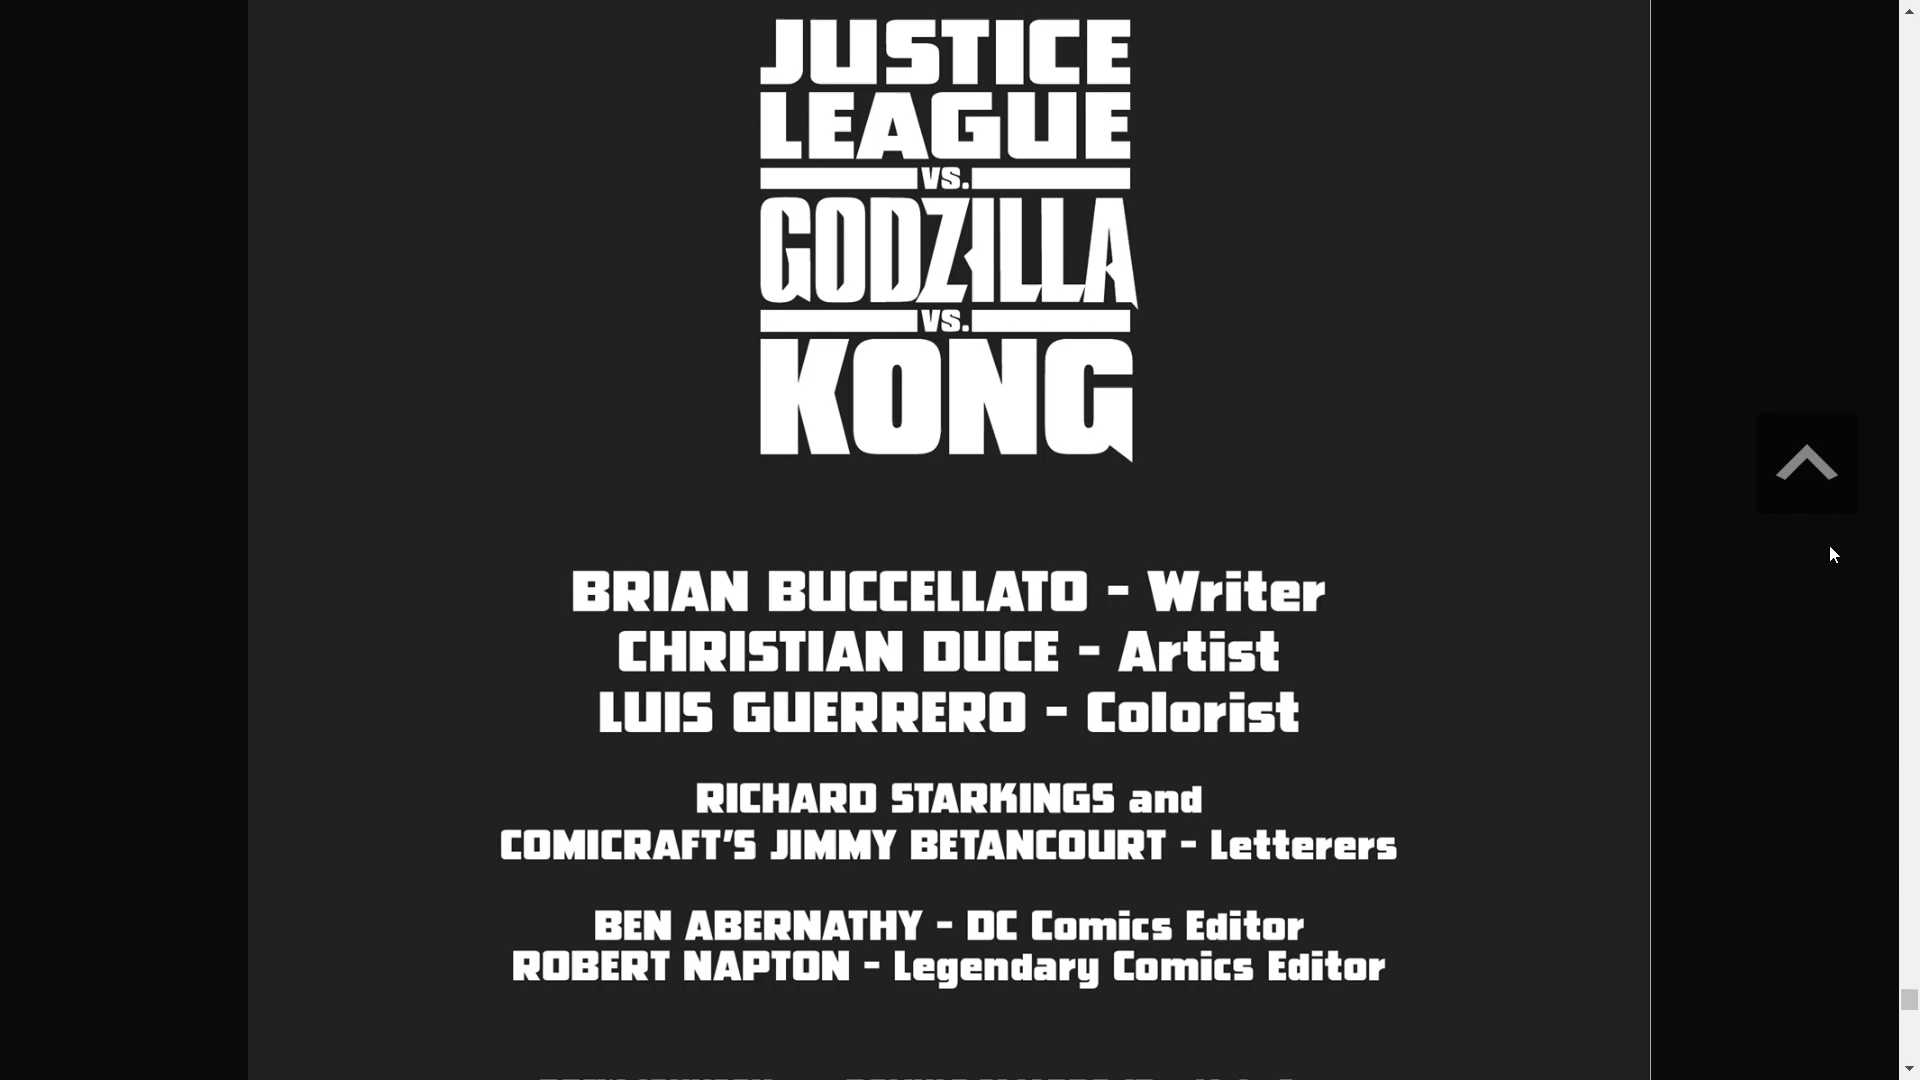 JUSTICE
LEAGUE
VS.
GODZILLA
VS.
KONG
BRIAN BUCCELLATO - Writer
CHRISTIAN DUCE - Artist
LUIS GUERRERO - Colorist
RICHARD STARKINGS and
COMICRAFT'S JIMMY BETANCOURT - Letterers
BEN ABERNATHY - DC Comics Editor
ROBERT NAPTON - Legendary Comics Editor